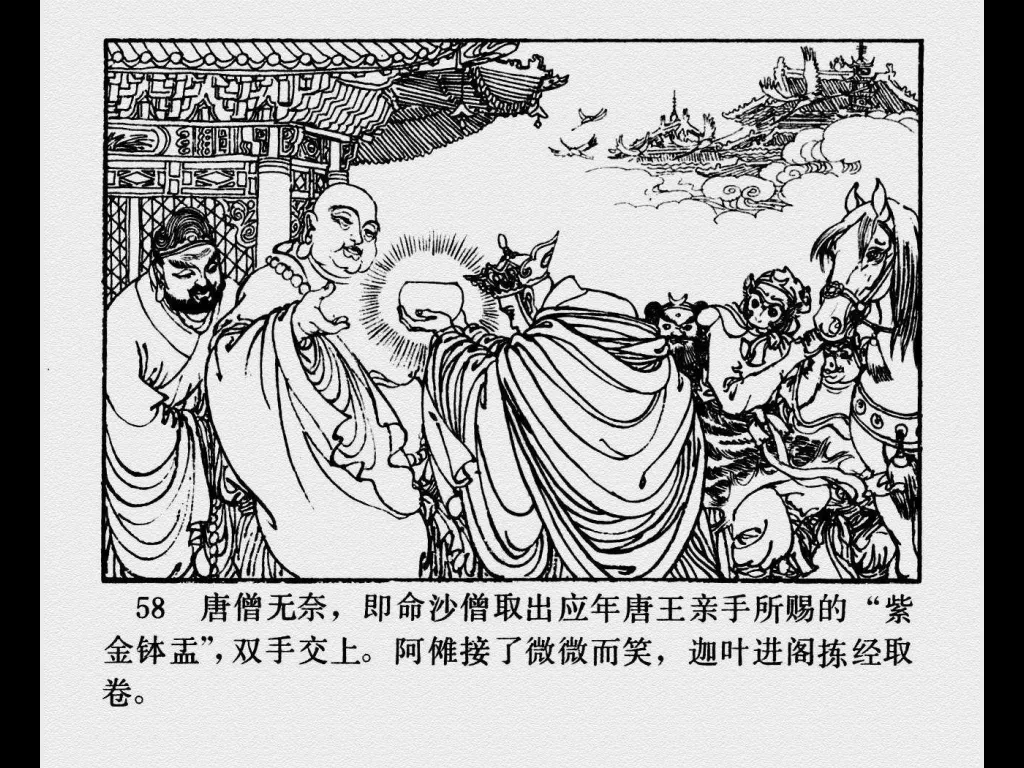 58 唐僧无奈，即命沙僧取出应年唐王亲手所赐的“紫
金钵盂”，双手交上。阿傩接了微微而笑，迦叶进阁拣经取
卷。